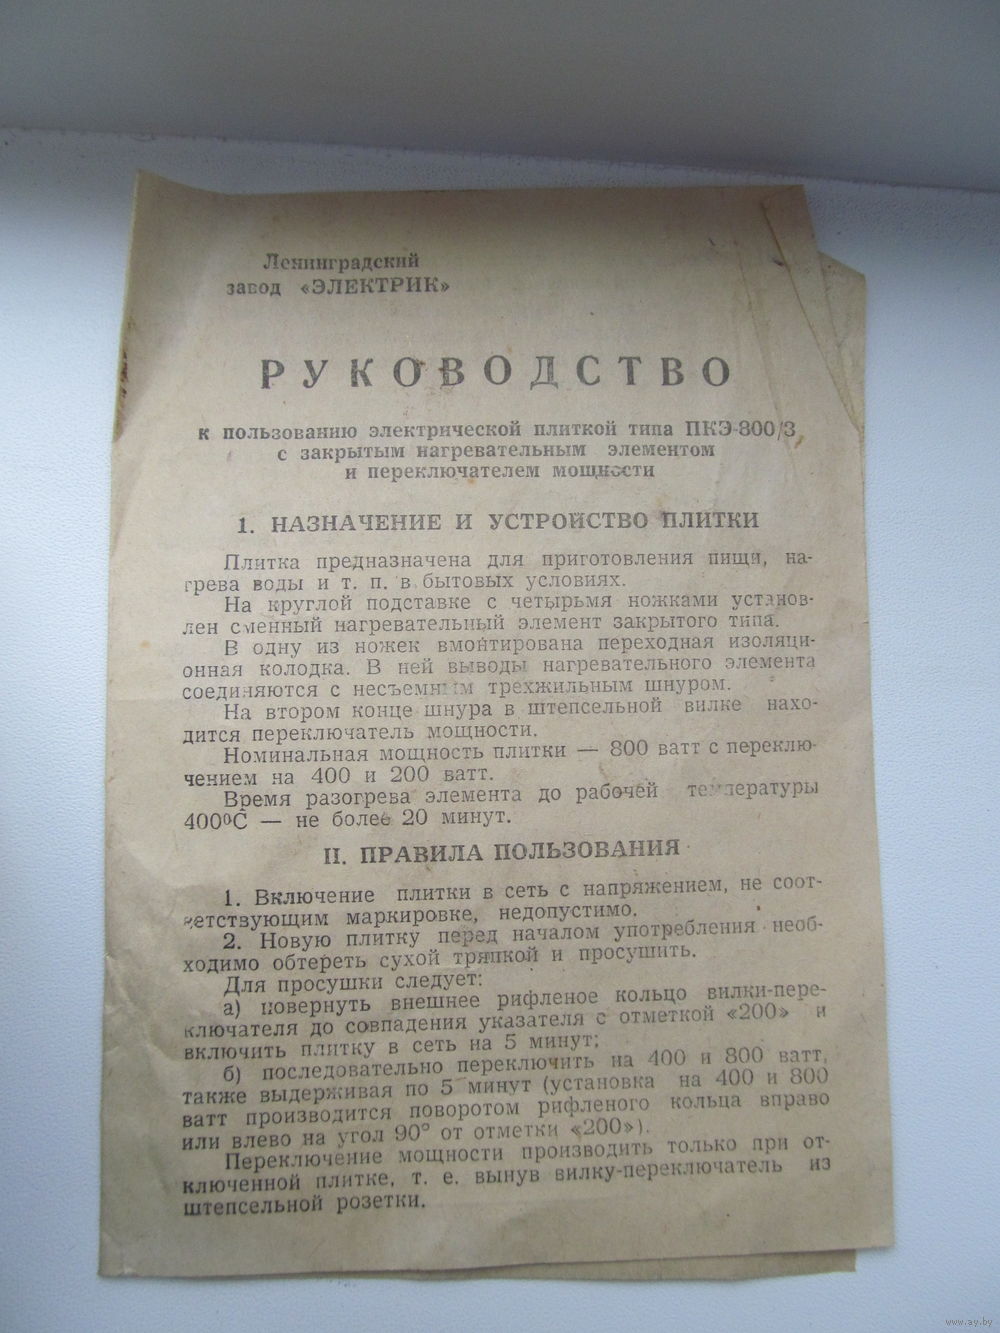 Ленинградский
завод «ЭЛЕКТРИК»
РУКОВОДСТВО
к пользованию электрической плиткой типа ПКЭ-800/3
с закрытым нагревательным элементом
и переключателем мощности
1. НАЗНАЧЕНИЕ И УСТРОЙСТВО ПЛИТКИ
Плитка предназначена для приготовления пищи, на-
грева воды и т. п. в бытовых условиях.
На круглой подставке с четырьмя ножками установ-
лен сменный нагревательный элемент закрытого типа.
В одну из ножек вмонтирована переходная изоляци-
онная колодка. В ней выводы нагревательного элемента
соединяются с несъемным трехжильным шнуром.
На втором конце шнура в штепсельной вилке нахо-
дится переключатель мощности.
Номинальная мощность плитки — 800 ватт с переклю-
чением на 400 и 200 ватт.
Время разогрева элемента до рабочей температуры
400°С — не более 20 минут.
II. ПРАВИЛА ПОЛЬЗОВАНИЯ
1. Включение плитки в сеть с напряжением, не соот-
ветствующим маркировке, недопустимо.
2. Новую плитку перед началом употребления необ-
ходимо обтереть сухой тряпкой и просушить.
Для просушки следует:
а) повернуть внешнее рифленое кольцо вилки-пере-
ключателя до совпадения указателя с отметкой «200» и
включить плитку в сеть на 5 минут;
б) последовательно переключить на 400 и 800 ватт,
также выдерживая по 5 минут (установка на 400 и 800
ватт производится поворотом рифленого кольца вправо
или влево на угол 90° от отметки «200»).
Переключение мощности производить только при от-
ключенной плитке, т. е. вынув вилку-переключатель из
штепсельной розетки.
www.ay.by